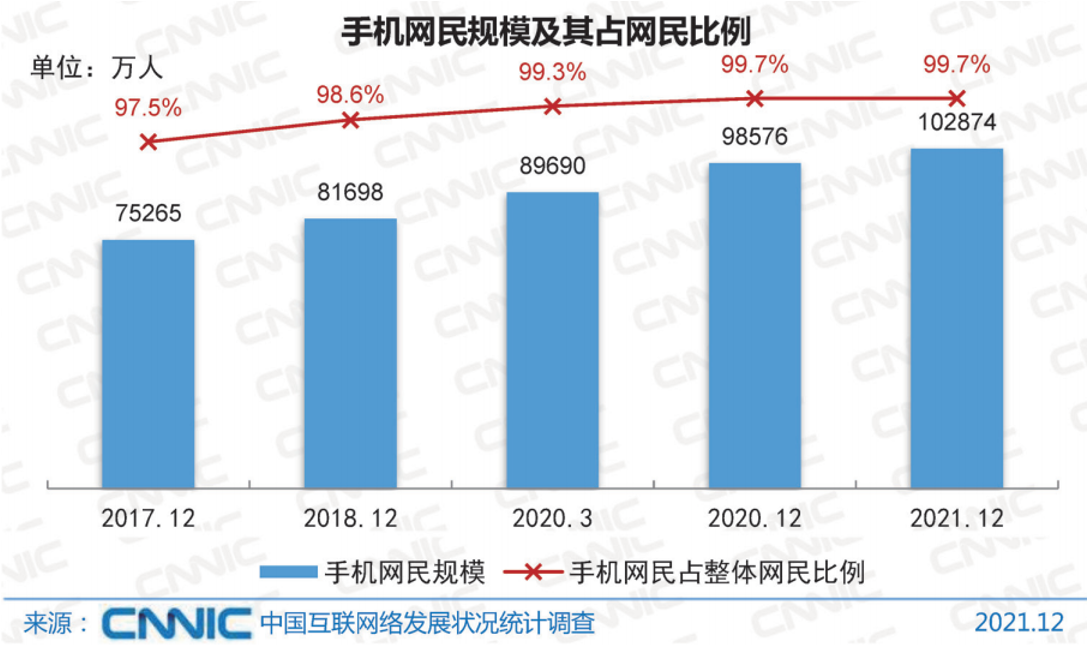 手机网民规模及其占网民比例
单位：万人
97.5% 98.6% 99.3% 99.7% 99.7%
75265 81698 89690 98576 102874
2017.12 2018.12 2020.3 2020.12 2021.12
手机网民规模 手机网民占整体网民比例
来源：CNNIC 中国互联网络发展状况统计调查 2021.12